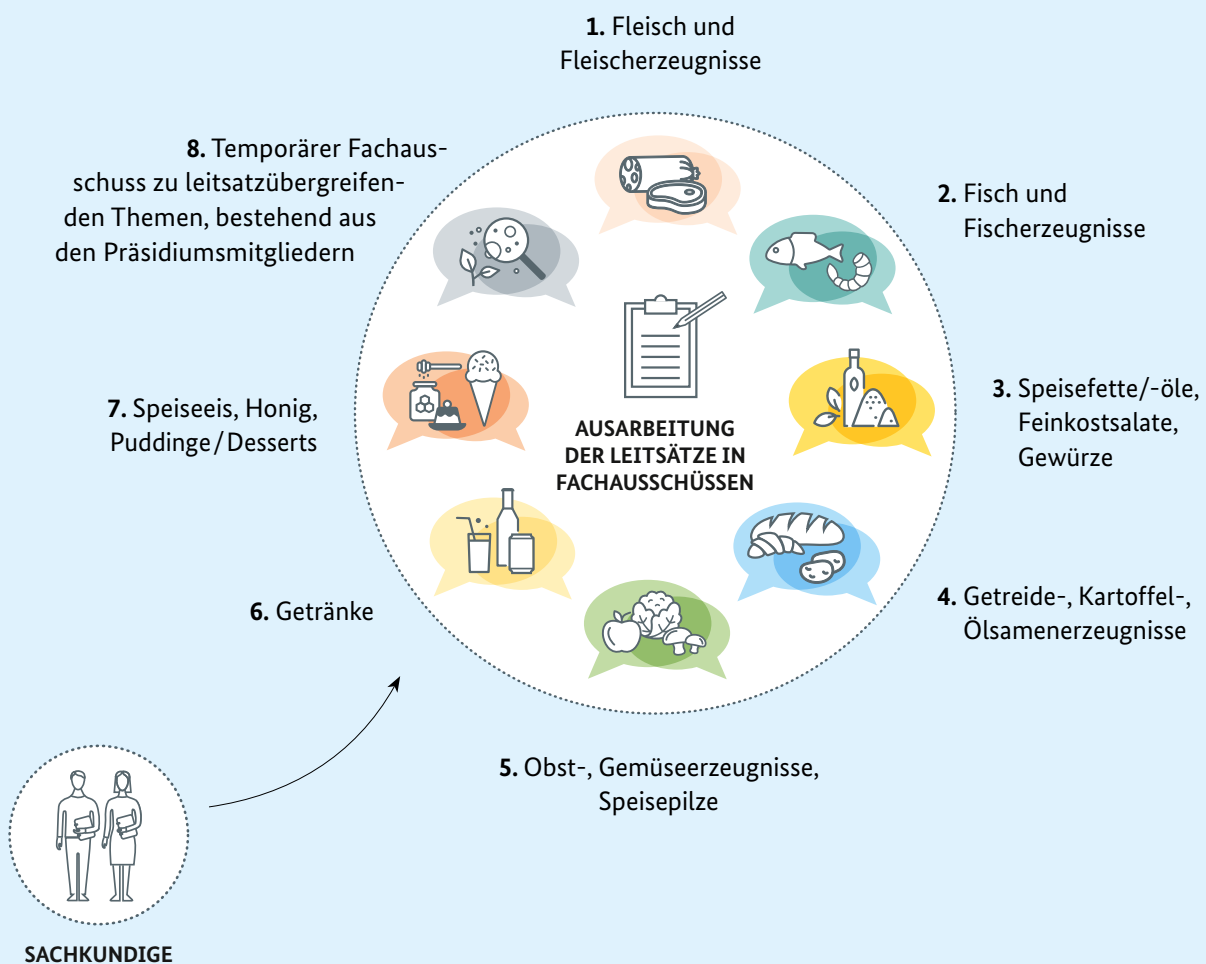 1. Fleisch und
Fleischerzeugnisse
2. Fisch und
Fischerzeugnisse
3. Speisefette/-öle,
Feinkostsalate,
Gewürze
4. Getreide-, Kartoffel-,
Ölsamenerzeugnisse
5. Obst-, Gemüseerzeugnisse,
Speisepilze
6. Getränke
7. Speiseeis, Honig,
Puddinge/Desserts
8. Temporärer Fachaus-
schuss zu leitsatzübergreifen-
den Themen, bestehend aus
den Präsidiumsmitgliedern
AUSARBEITUNG
DER LEITSÄTZE IN
FACHAUSSCHÜSSEN
SACHKUNDIGE